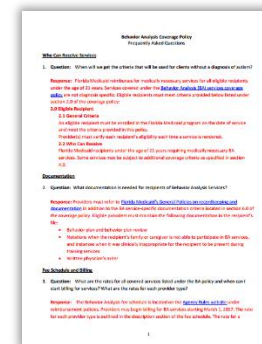 Behavior Analysis Coverage Policy
Frequently Asked Questions
Who Can Receive Services
1. Question: When will we get the criteria that will be used for clients without a diagnosis of autism?
Response: Florida Medicaid reimburses for medically necessary services for all eligible recipients
under the age of 21 years. Services covered under the Behavior Analysis (BA) services coverage
policy are not diagnosis specific. Eligible recipients must meet criteria provided below listed under
section 2.0 of the coverage policy:
2.0 Eligible Recipient
2.1 General Criteria
An eligible recipient must be enrolled in the Florida Medicaid program on the date of service
and meet the criteria provided in this policy.
Provider(s) must verify each recipient's eligibility each time a service is rendered.
2.2 Who Can Receive
Florida Medicaid recipients under the age of 21 years requiring medically necessary BA
services. Some services may be subject to additional coverage criteria as specified in section
4.0.
Documentation
2. Question: What documentation is needed for recipients of Behavior Analysis Services?
Response: Providers must refer to Florida Medicaid's General Policies on recordkeeping and
documentation in addition to the BA service-specific documentation criteria located in section 6.0 of
the coverage policy. Eligible providers must maintain the following documentation in the recipient's
file:
• Behavior plan and behavior plan review
• Notations when the recipient's family or caregiver is not able to participate in BA services,
and instances when it was clinically inappropriate for the recipient to be present during
training services
• Written physician's order
Fee Schedule and Billing
3. Question: What are the rates for all covered services listed under the BA policy and when can I
start billing for services? What are the rates for each provider type?
Response: The Behavior Analysis fee schedule is located on the Agency Rules website under
reimbursement policies. Providers may begin billing for BA services starting March 1, 2017. The rate
for each provider type is outlined in the description section of the fee schedule. The rate for a
1